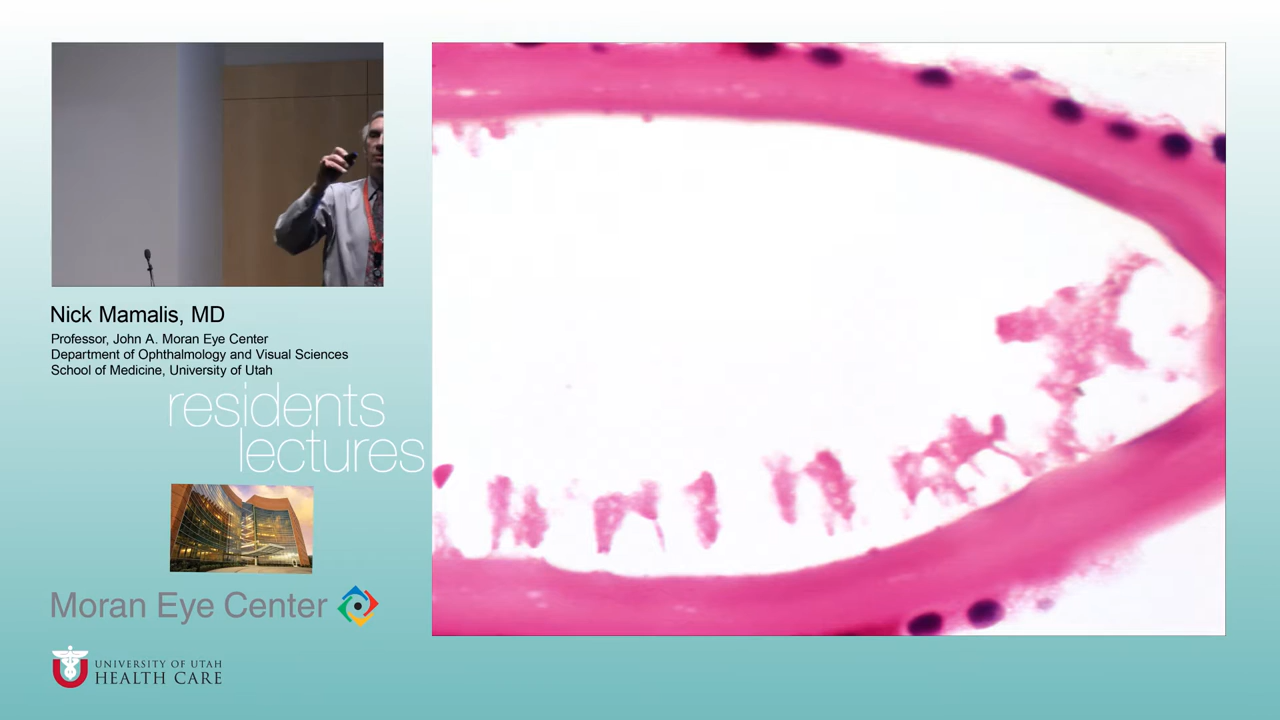 Nick Mamalis, MD
Professor, John A. Moran Eye Center
Department of Ophthalmology and Visual Sciences
School of Medicine, University of Utah
residents
lectures
Moran Eye Center
UNIVERSITY OF UTAH
HEALTH CARE